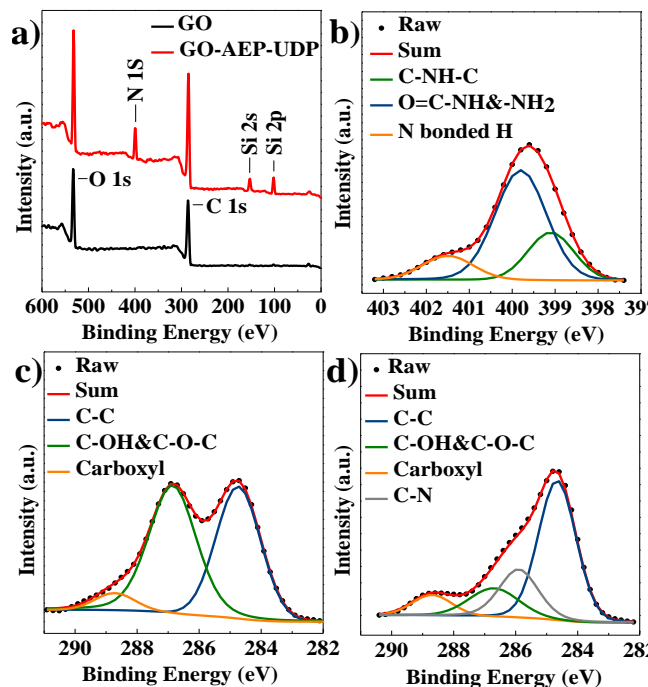 a)
GO
GO-AEP-UDP
N 1S
Si 2s
Si 2p
O 1s
C 1s
Intensity (a.u.)
600 500 400 300 200 100 0
Binding Energy (eV)
b)
Raw
Sum
C-NH-C
O=C-NH&-NH2
N bonded H
Intensity (a.u.)
403 402 401 400 399 398 39
Binding Energy (eV)
c)
Raw
Sum
C-C
C-OH&C-O-C
Carboxyl
Intensity (a.u.)
290 288 286 284 282
Binding Energy (eV)
d)
Raw
Sum
C-C
C-OH&C-O-C
Carboxyl
C-N
Intensity (a.u.)
290 288 286 284 282
Binding Energy (eV)